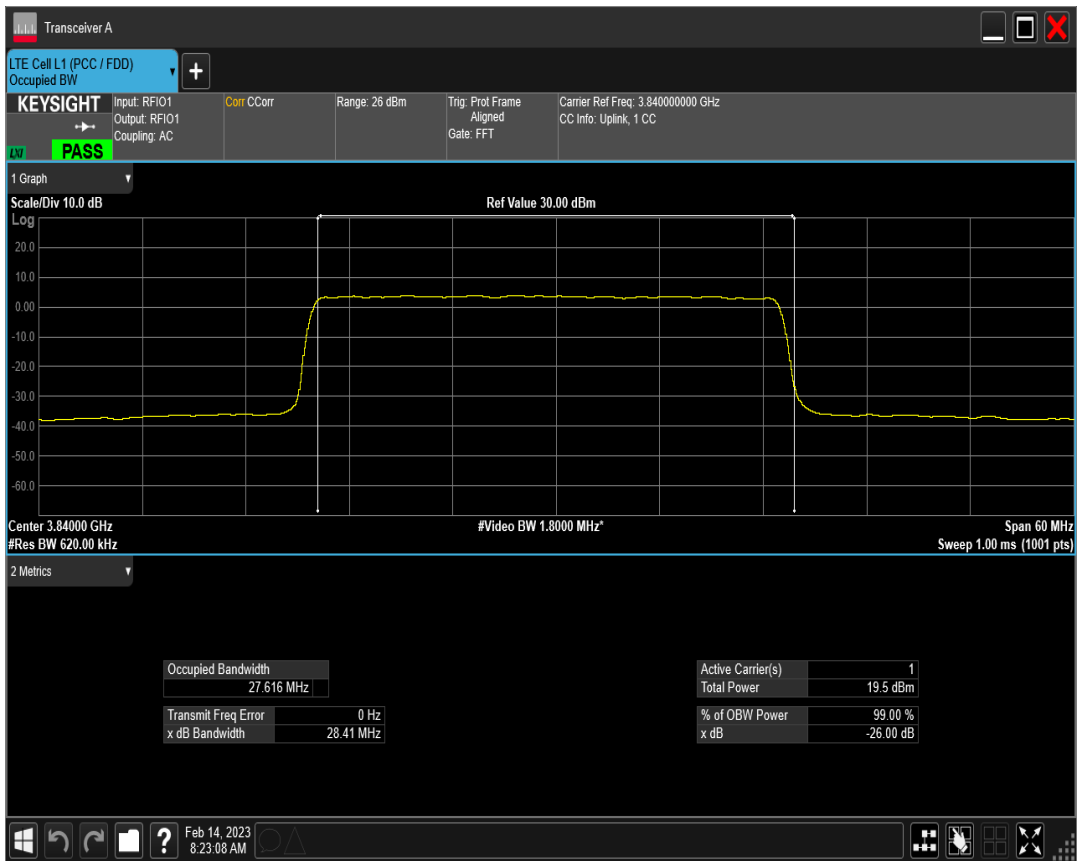 Transceiver A
LTE Cell L1 (PCC / FDD)
Occupied BW
+
KEYSIGHT
LXI
PASS
Input: RFIO1
Output: RFIO1
Coupling: AC
Corr CCorr
Range: 26 dBm
Trig: Prot Frame
Aligned
Gate: FFT
Carrier Ref Freq: 3.840000000 GHz
CC Info: Uplink, 1 CC
1 Graph
Scale/Div 10.0 dB
Ref Value 30.00 dBm
Log
20.0
10.0
0.00
-10.0
-20.0
-30.0
-40.0
-50.0
-60.0
Center 3.84000 GHz
#Video BW 1.8000 MHz*
Span 60 MHz
#Res BW 620.00 kHz
Sweep 1.00 ms (1001 pts)
2 Metrics
Occupied Bandwidth
27.616 MHz
Transmit Freq Error 0 Hz
x dB Bandwidth 28.41 MHz
Active Carrier(s) 1
Total Power 19.5 dBm
% of OBW Power 99.00 %
x dB -26.00 dB
?
Feb 14, 2023
8:23:08 AM